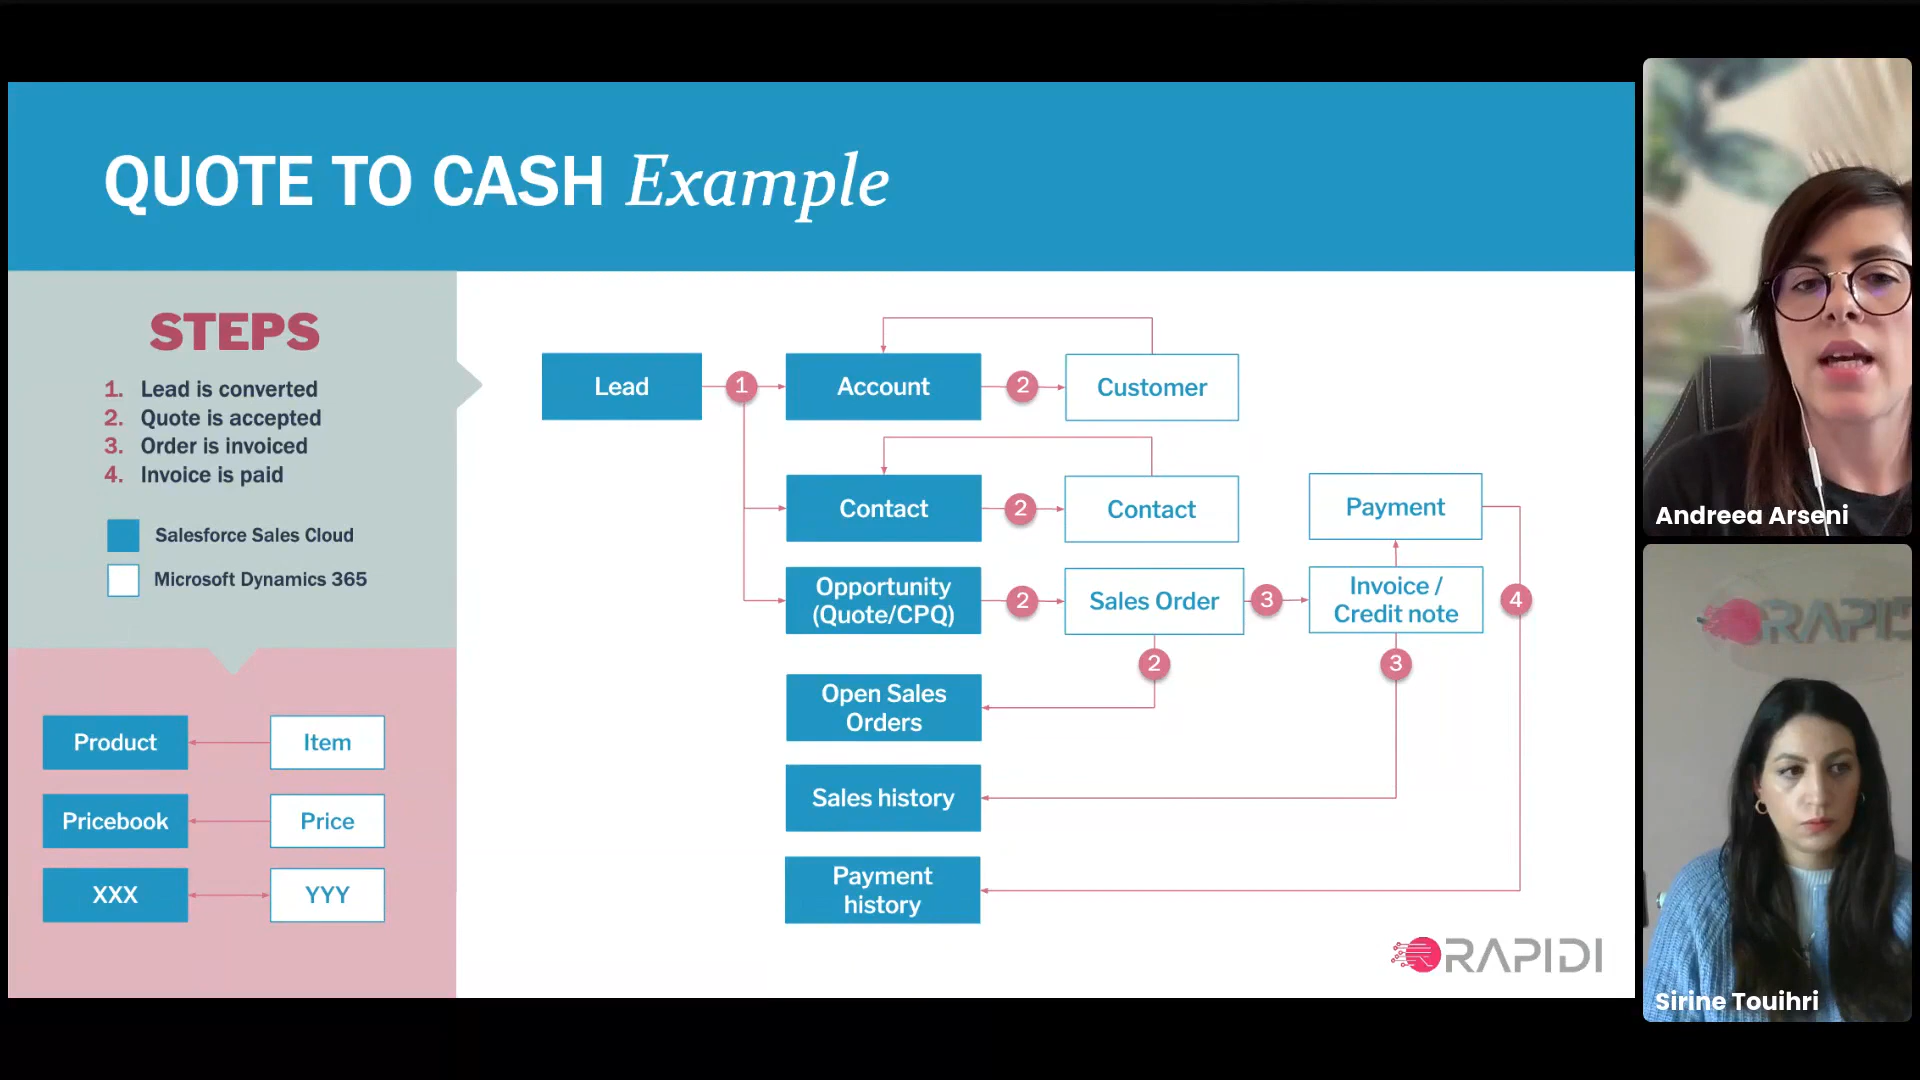 QUOTE TO CASH Example
STEPS
1. Lead is converted
2. Quote is accepted
3. Order is invoiced
4. Invoice is paid
Salesforce Sales Cloud
Microsoft Dynamics 365
Product
Item
Pricebook
Price
XXX
YYY
Lead
1
Account
2
Customer
Contact
2
Contact
Payment
Opportunity
(Quote/CPQ)
2
Sales Order
3
Invoice /
Credit note
4
2
3
Open Sales
Orders
Sales history
Payment
history
RAPIDI
Andreea Arseni
RAPID
Sirine Touihri